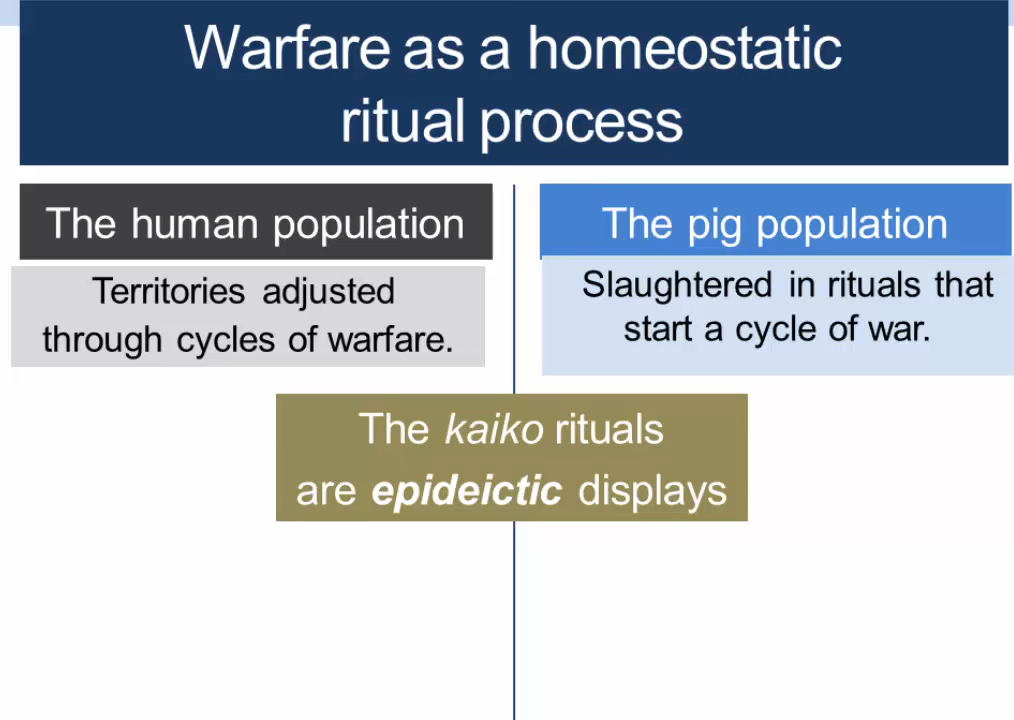 Warfare as a homeostatic
ritual process
The human population
Territories adjusted
through cycles of warfare.
The pig population
Slaughtered in rituals that
start a cycle of war.
The kaiko rituals
are epideictic displays